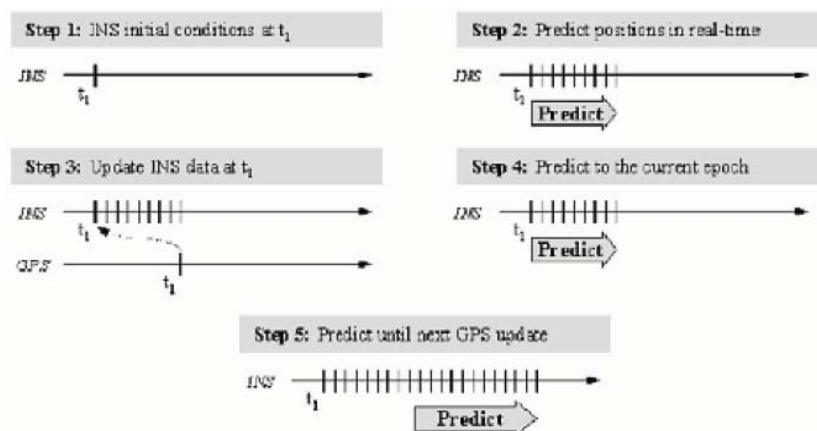 Step 1: INS initial conditions at t1
INS
t1
Step 2: Predict positions in real-time
INS
t1
Predict
Step 3: Update INS data at t1
INS
t1
GPS
t1
Step 4: Predict to the current epoch
INS
t1
Predict
Step 5: Predict until next GPS update
INS
t1
Predict